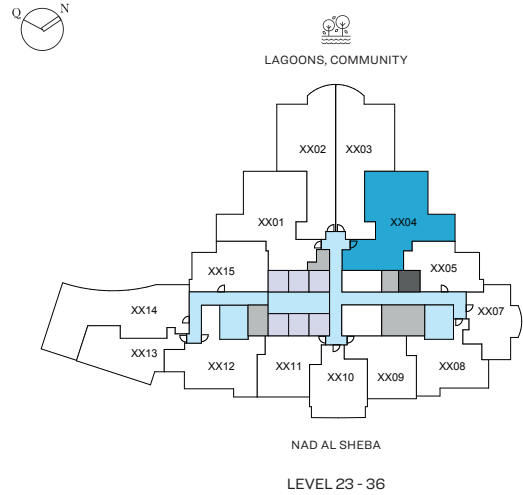 Q N
LAGOONS, COMMUNITY
XX02 XX03
XX01 XX04
XX15 XX05
XX14 XX07
XX13 XX12 XX11 XX10 XX09 XX08
NAD AL SHEBA
LEVEL 23 - 36